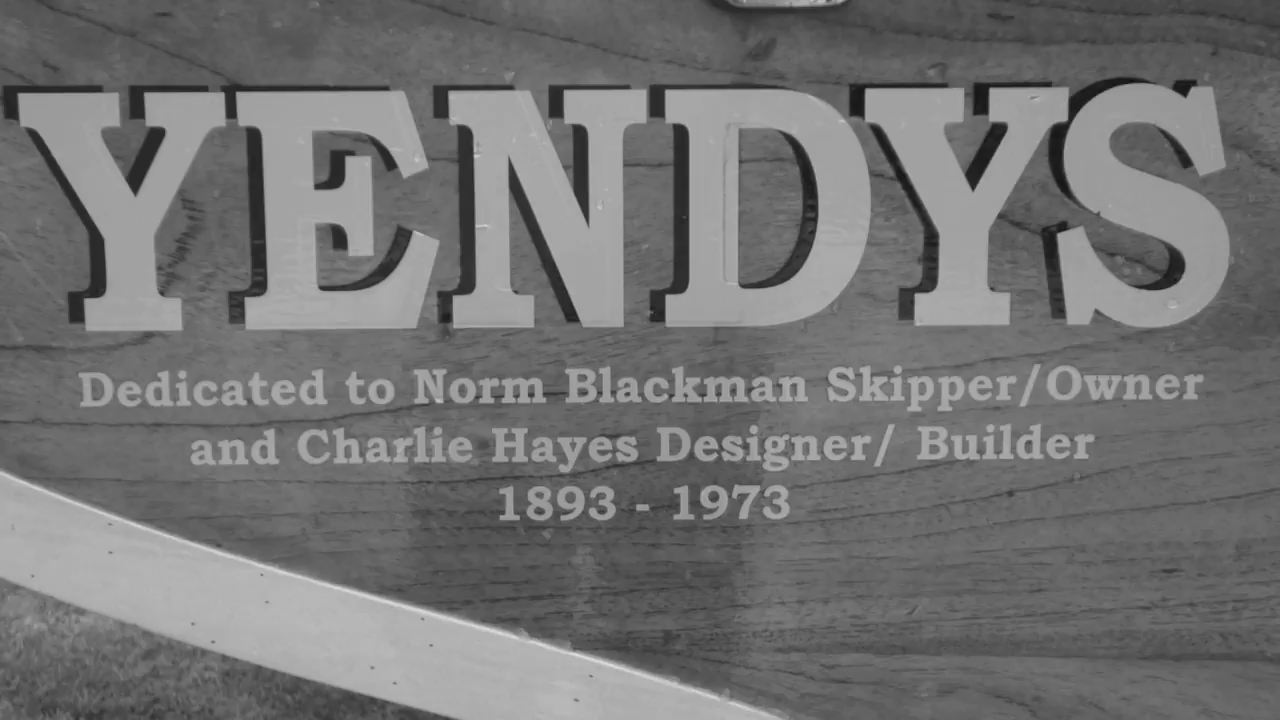 YENDYS
Dedicated to Norm Blackman Skipper/Owner
and Charlie Hayes Designer/ Builder
1893 - 1973